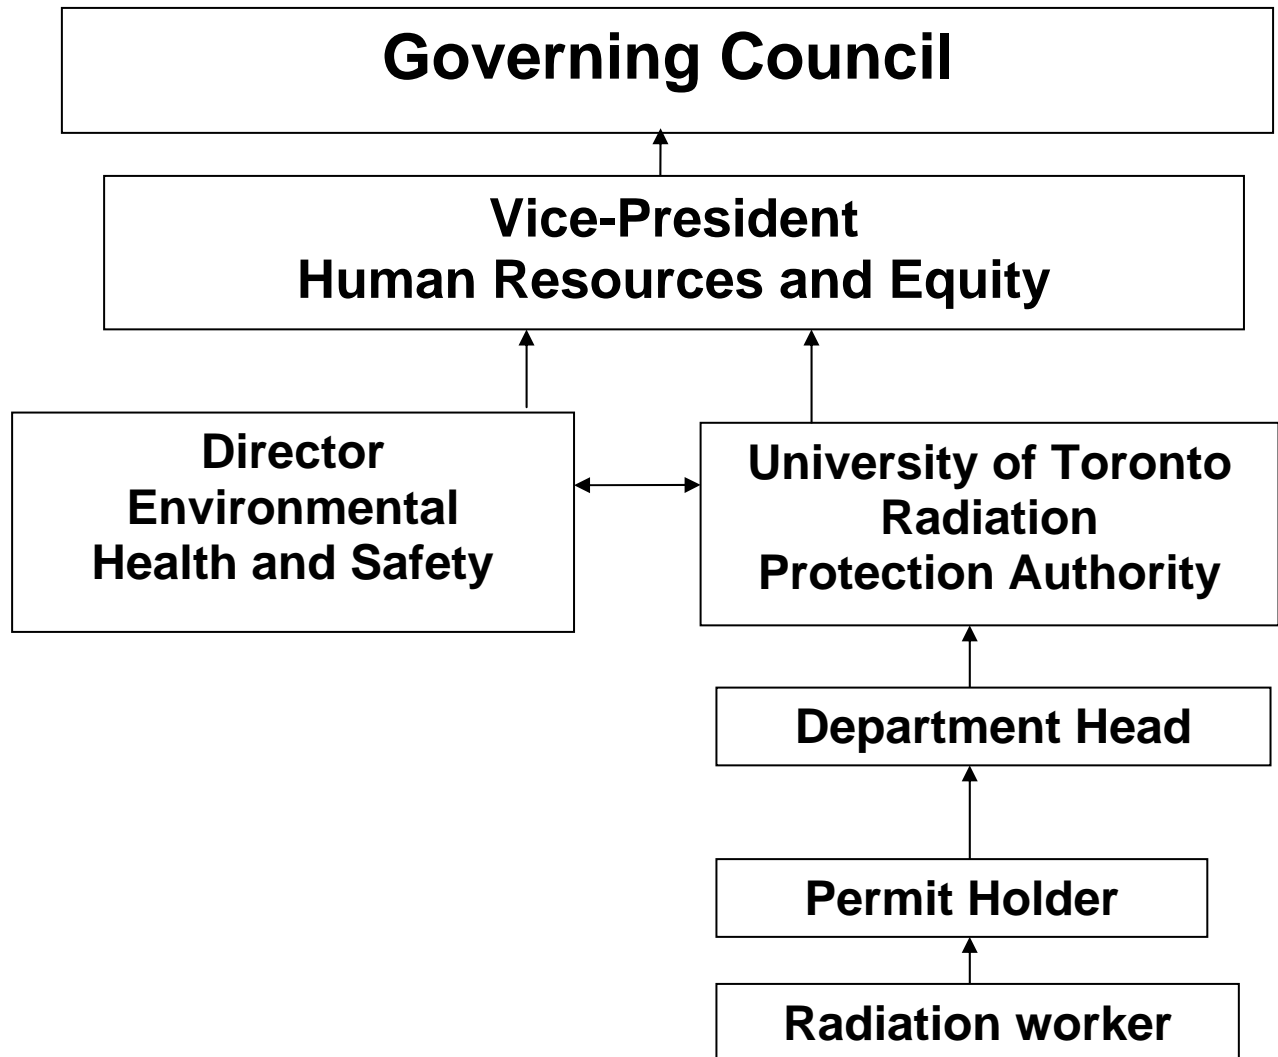 Governing Council
Vice-President
Human Resources and Equity
Director
Environmental
Health and Safety
University of Toronto
Radiation
Protection Authority
Department Head
Permit Holder
Radiation worker